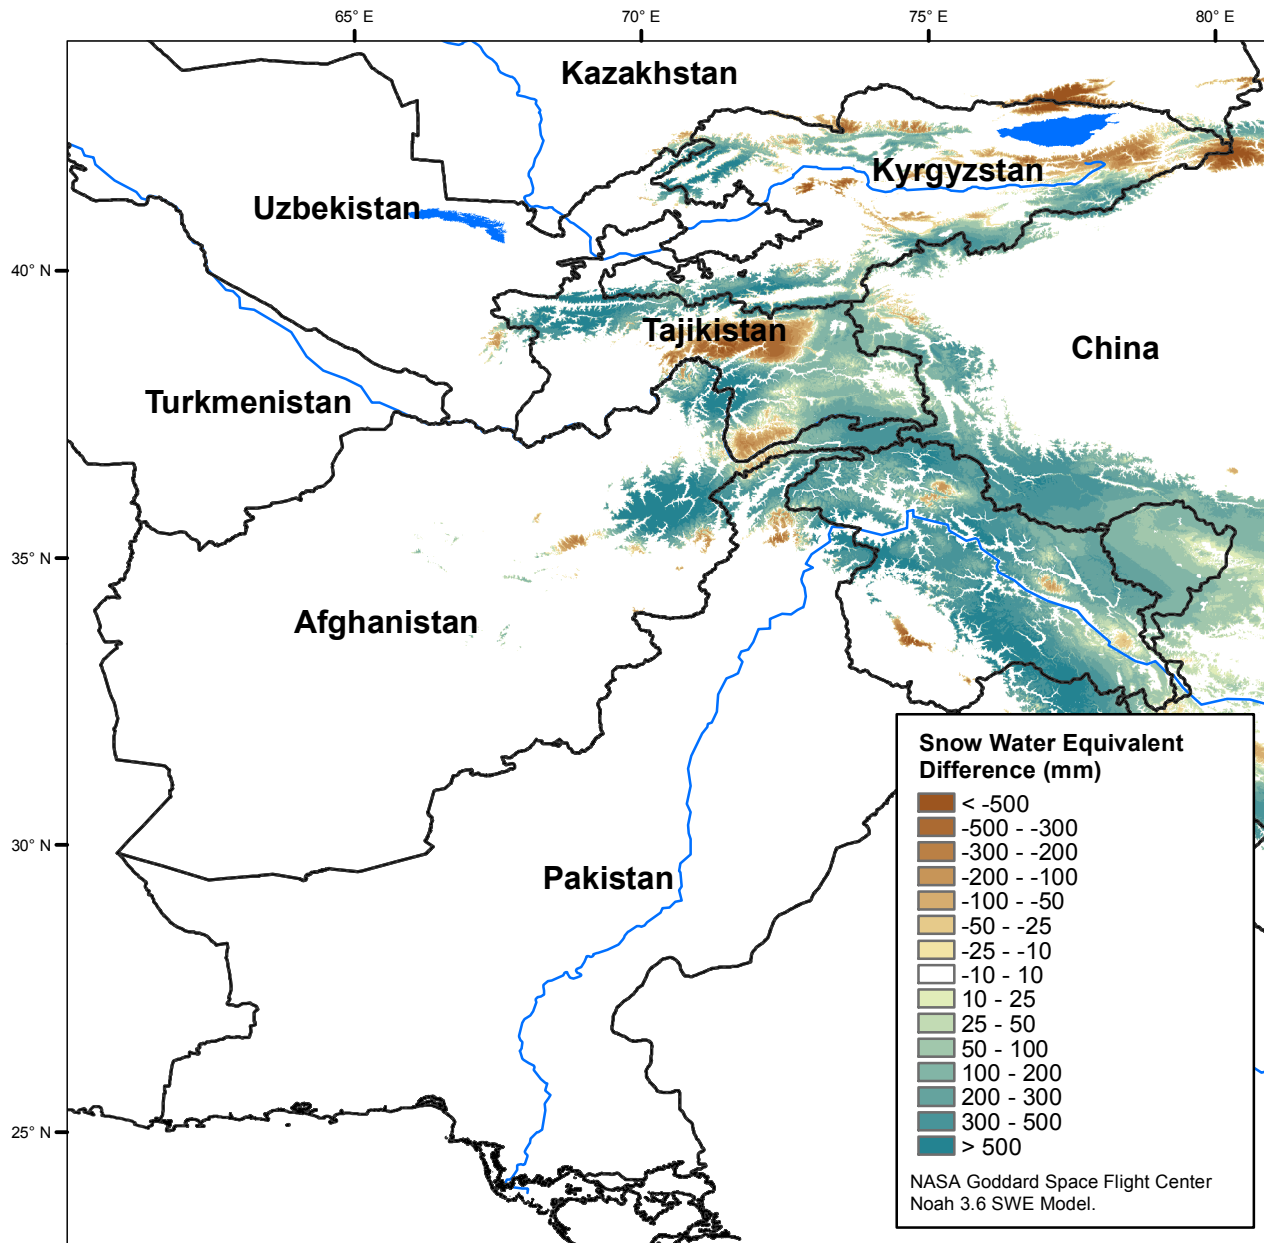 65° E
70° E
75° E
80° E
Kazakhstan
Kyrgyzstan
Uzbekistan
40° N
Tajikistan
China
Turkmenistan
35° N
Afghanistan
Snow Water Equivalent
Difference (mm)
< -500
-500 - -300
-300 - -200
-200 - -100
-100 - -50
-50 - -25
-25 - -10
-10 - 10
10 - 25
25 - 50
50 - 100
100 - 200
200 - 300
300 - 500
> 500
NASA Goddard Space Flight Center
Noah 3.6 SWE Model.
30° N
Pakistan
25° N